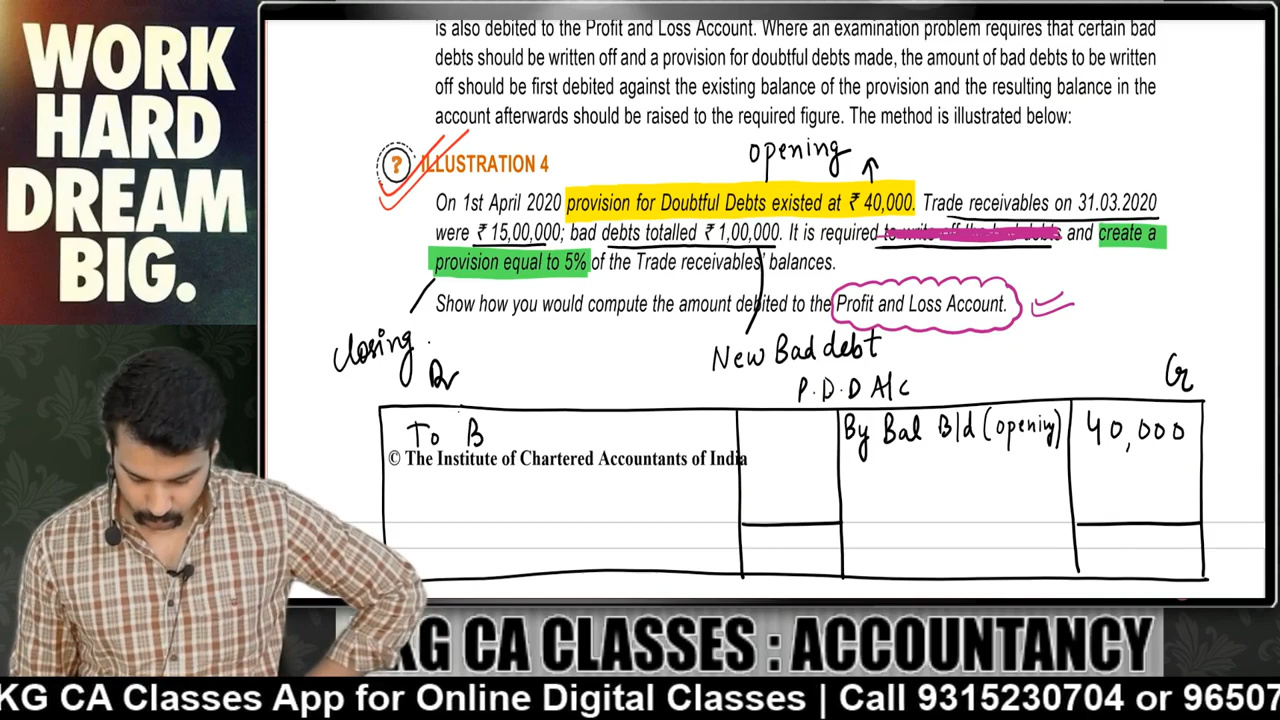 WORK
HARD
DREAM
BIG.
is also debited to the Profit and Loss Account. Where an examination problem requires that certain bad
debts should be written off and a provision for doubtful debts made, the amount of bad debts to be written
off should be first debited against the existing balance of the provision and the resulting balance in the
account afterwards should be raised to the required figure. The method is illustrated below:
opening
? ILLUSTRATION 4
On 1st April 2020 provision for Doubtful Debts existed at ₹ 40,000. Trade receivables on 31.03.2020
were ₹ 15,00,000; bad debts totalled ₹ 1,00,000. It is required to write off the bad debts and create a
provision equal to 5% of the Trade receivables' balances.
Show how you would compute the amount debited to the Profit and Loss Account.
closing
New Bad debt
Dr P.D.D A/C Cr
To B By Bal B/d (opening) 40,000
© The Institute of Chartered Accountants of India
KG CA CLASSES : ACCOUNTANCY
KG CA Classes App for Online Digital Classes | Call 9315230704 or 96507